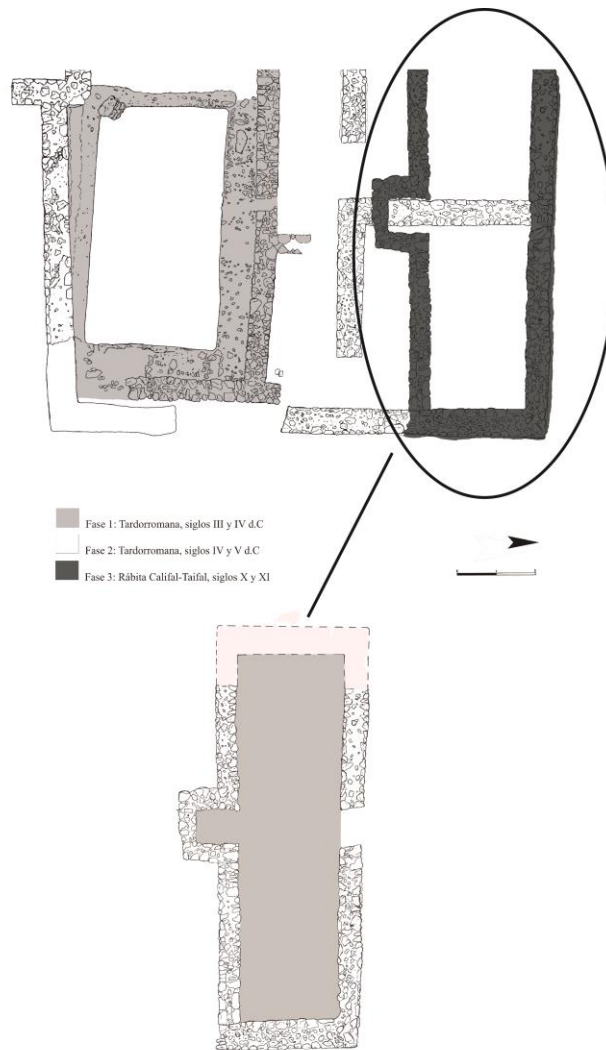 Fase 1: Tardorromana, siglos III y IV d.C
Fase 2: Tardorromana, siglos IV y V d.C
Fase 3: Rábita Califal-Taifal, siglos X y XI